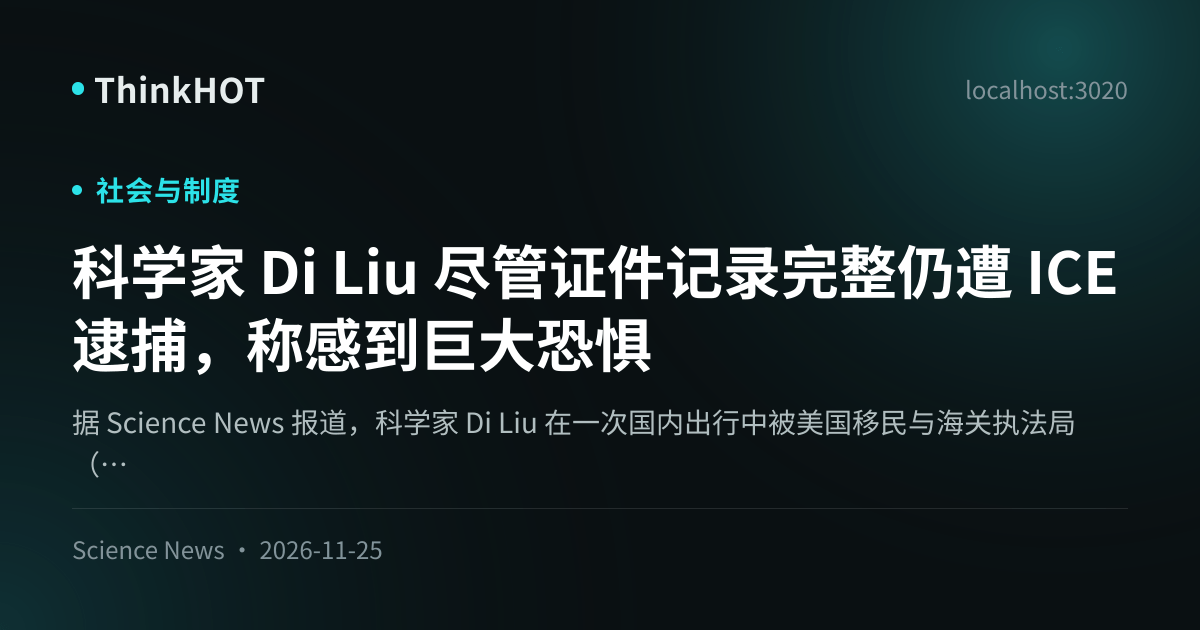 ThinkHOT
localhost:3020
社会与制度
科学家 Di Liu 尽管证件记录完整仍遭 ICE
逮捕，称感到巨大恐惧
据 Science News 报道，科学家 Di Liu 在一次国内出行中被美国移民与海关执法局
（…
Science News · 2026-11-25